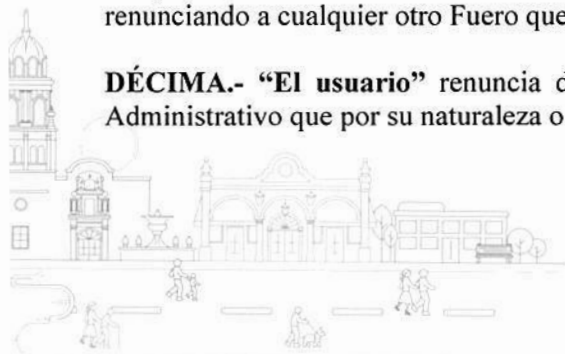 renunciando a cualquier otro Fuero que
DÉCIMA.- “El usuario” renuncia d
Administrativo que por su naturaleza o